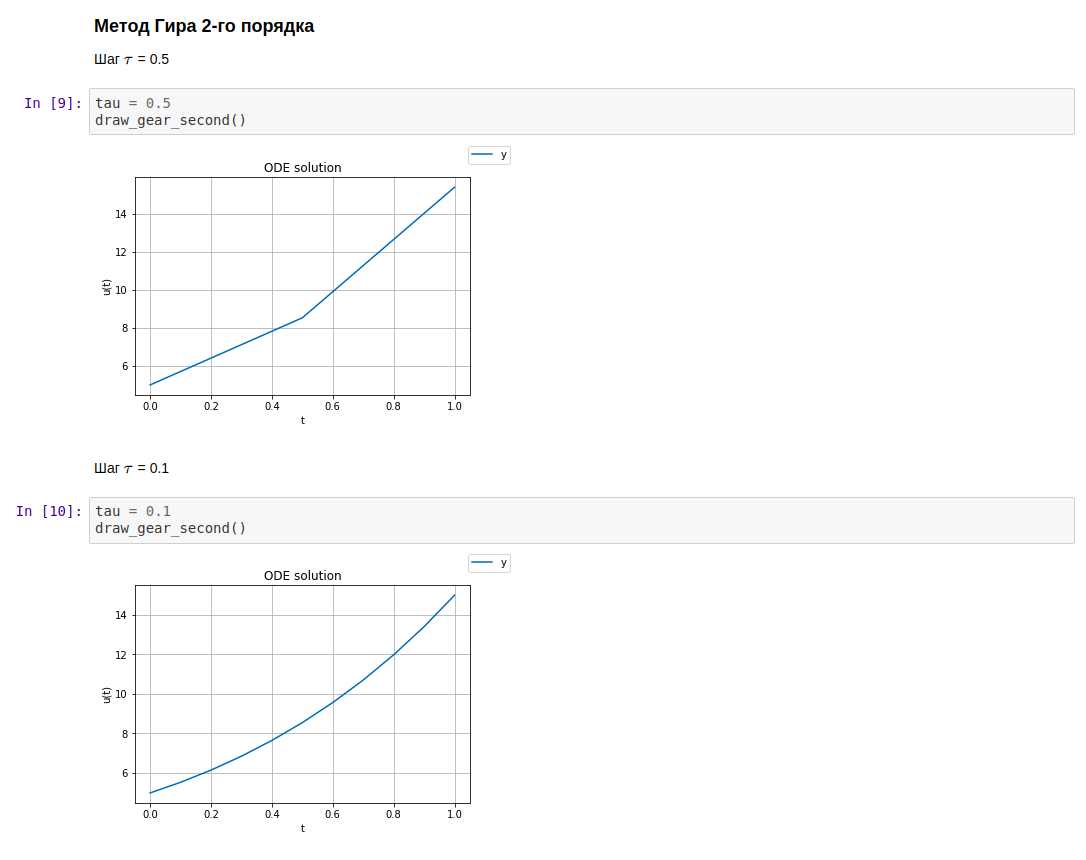 Метод Гира 2-го порядка
Шаг τ = 0.5
In [9]:
tau = 0.5
draw_gear_second()
y
ODE solution
14
12
10
8
6
u(t)
0.0 0.2 0.4 0.6 0.8 1.0
t
Шаг τ = 0.1
In [10]:
tau = 0.1
draw_gear_second()
y
ODE solution
14
12
10
8
6
u(t)
0.0 0.2 0.4 0.6 0.8 1.0
t